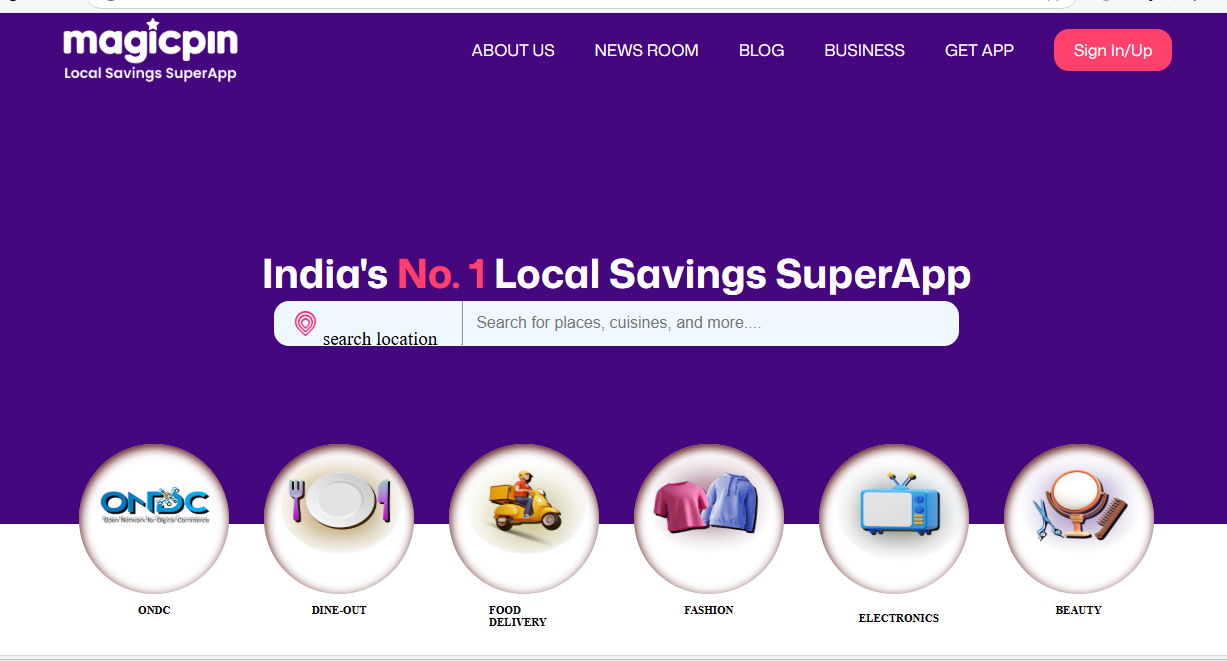 magicpin
Local Savings SuperApp
ABOUT US NEWS ROOM BLOG BUSINESS GET APP Sign In/Up
India's No. 1 Local Savings SuperApp
search location Search for places, cuisines, and more....
ONDC
Open Network for Digital Commerce
ONDC
DINE-OUT
FOOD
DELIVERY
FASHION
ELECTRONICS
BEAUTY